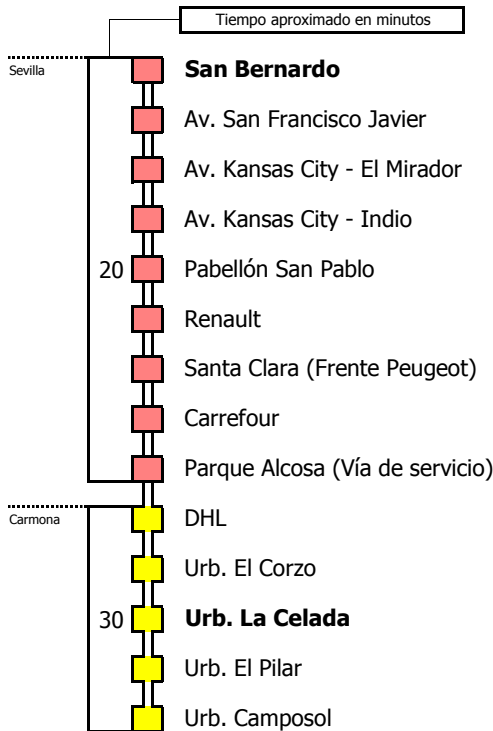 Tiempo aproximado en minutos
Sevilla
San Bernardo
Av. San Francisco Javier
Av. Kansas City - El Mirador
Av. Kansas City - Indio
20 Pabellón San Pablo
Renault
Santa Clara (Frente Peugeot)
Carrefour
Parque Alcosa (Vía de servicio)
Carmona
DHL
Urb. El Corzo
30 Urb. La Celada
Urb. El Pilar
Urb. Camposol